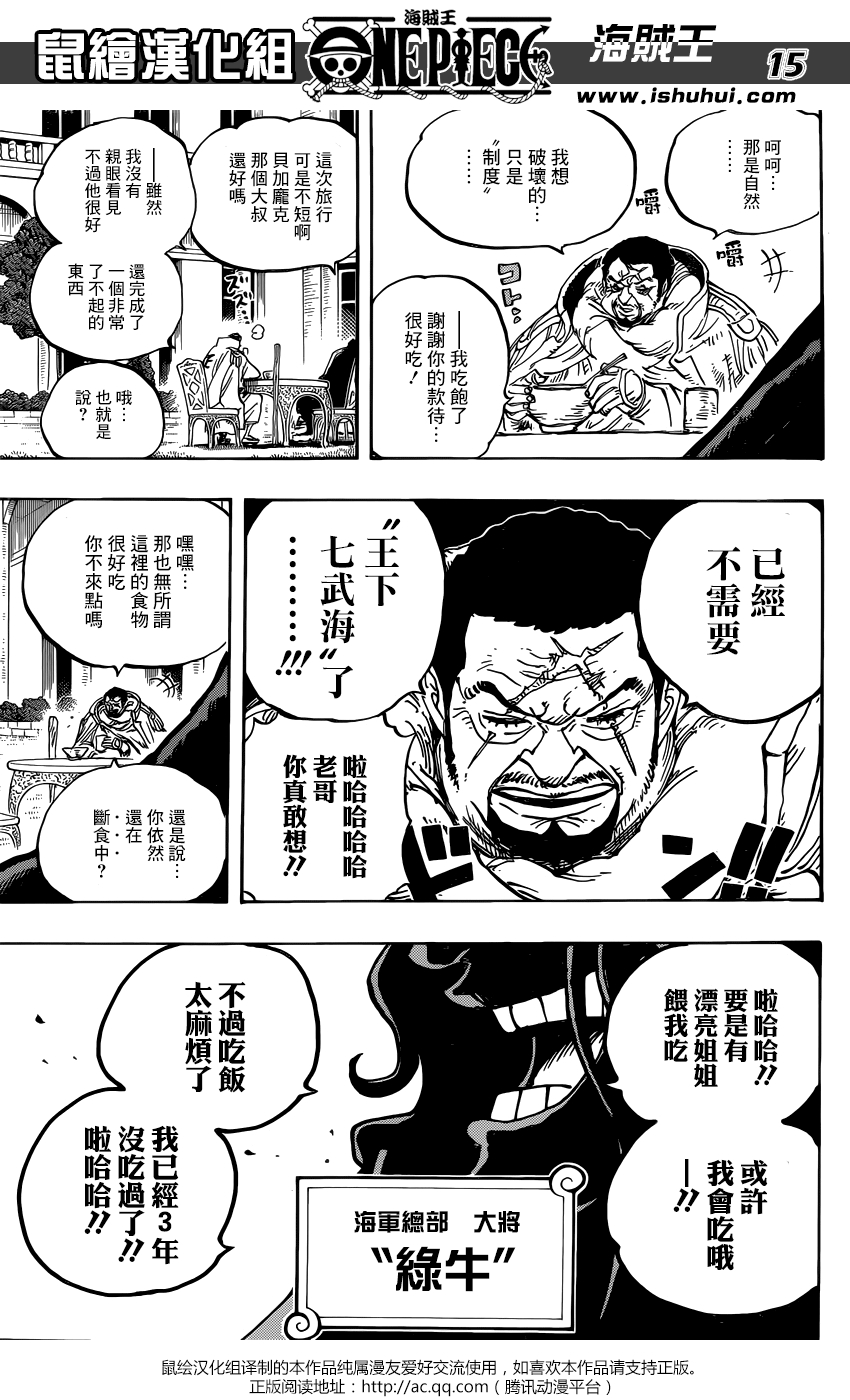 鼠繪漢化組
海賊王
ONE PIECE
海賊王
www.ishuhui.com
15
呵呵…
那是自然
……
我想
破壞的…
只是
〝制度〞
……
嚼
嚼
コトッ
——我吃飽了
謝謝你的款待…
很好吃！
這次旅行
可是不短啊
貝加龐克
那個大叔
還好嗎
——雖然
我沒有
親眼看見
不過他很好
還完成了
一個非常
了不起的
東西
ズズ…
哦…
也就是
說？
已經
不需要
〝王下
七武海〞了
………!!!
啦哈哈哈哈
老哥
你真敢想!!
ドン!!
嘿嘿…
那也無所謂
這裡的食物
很好吃
你不來點嗎
還是說…
你依然
還在
斷食中？
啦哈哈!!
要是有
漂亮姐姐
餵我吃
或許
我會吃哦
—!!
不過吃飯
太麻煩了
我已經3年
沒吃過了!!
啦哈哈!!
海軍總部　大將
〝綠牛〞
鼠绘汉化组译制的本作品纯属漫友爱好交流使用，如喜欢本作品请支持正版。
正版阅读地址：http://ac.qq.com（腾讯动漫平台）